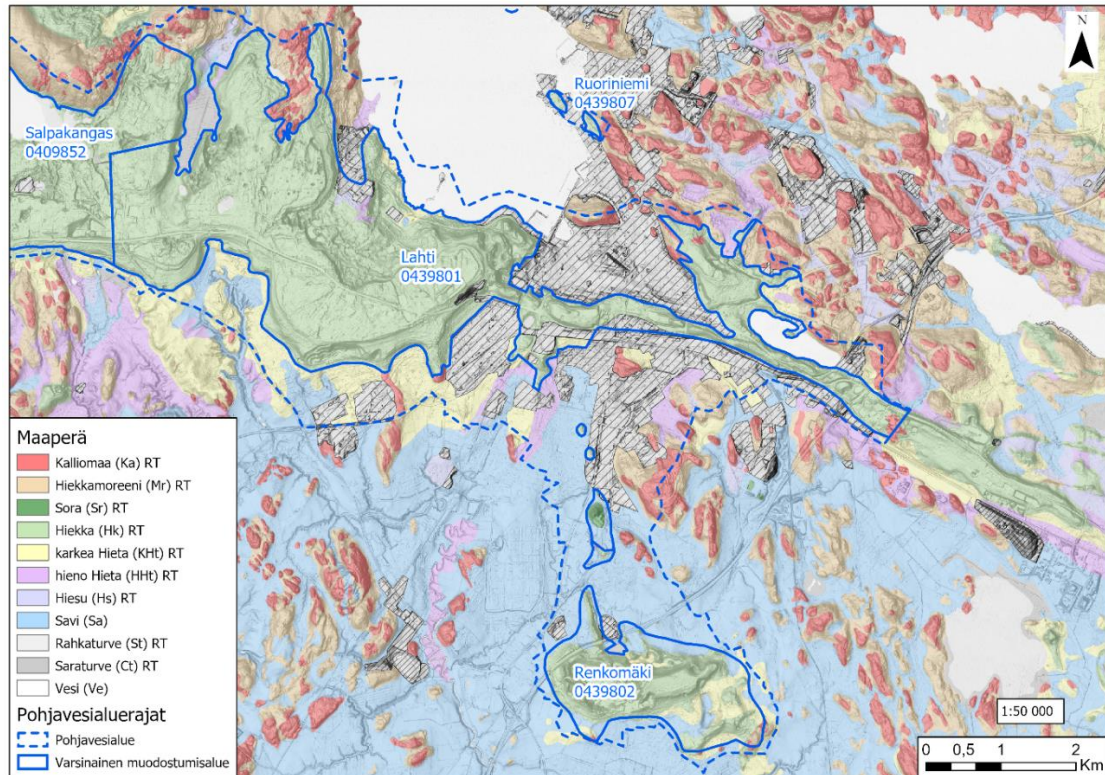 N
Ruoriniemi
0439807
Salpakangas
0409852
Lahti
0439801
Renkomäki
0439802
Maaperä
Kalliomaa (Ka) RT
Hiekkamoreeni (Mr) RT
Sora (Sr) RT
Hiekka (Hk) RT
karkea Hieta (KHt) RT
hieno Hieta (HHt) RT
Hiesu (Hs) RT
Savi (Sa)
Rahkaturve (St) RT
Saraturve (Ct) RT
Vesi (Ve)
Pohjavesialuerajat
Pohjavesialue
Varsinainen muodostumisalue
1:50 000
0 0,5 1 2
Km